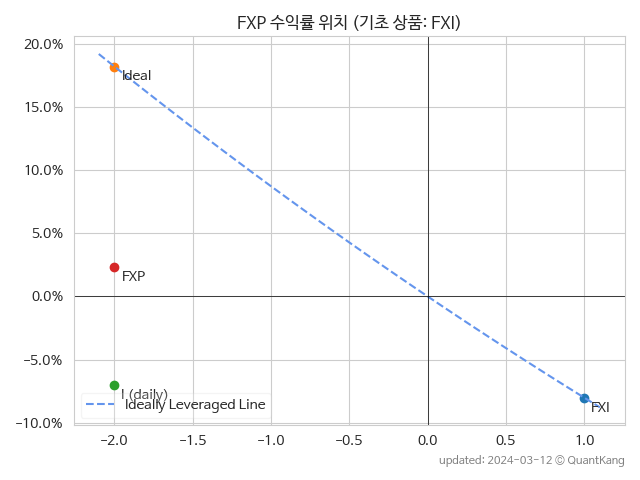 FXP 수익률 위치 (기초 상품: FXI)
20.0%
15.0%
10.0%
5.0%
0.0%
-5.0%
-10.0%
Ideal
FXP
I (daily)
Ideally Leveraged Line
FXI
-2.0 -1.5 -1.0 -0.5 0.0 0.5 1.0
updated: 2024-03-12 © QuantKang